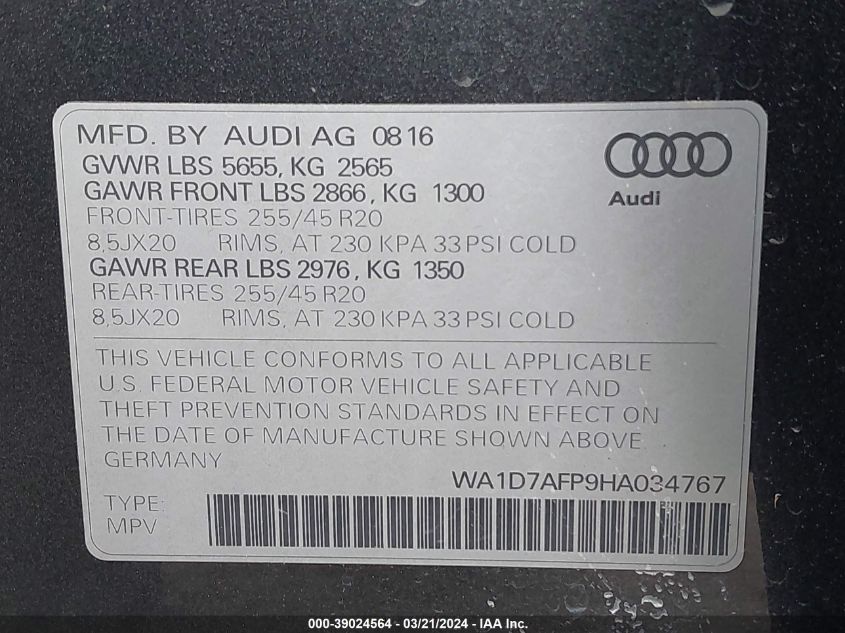 MFD. BY AUDI AG 0816
GVWR LBS 5655, KG 2565
GAWR FRONT LBS 2866, KG 1300
FRONT-TIRES 255/45 R20
8,5JX20 RIMS, AT 230 KPA 33 PSI COLD
GAWR REAR LBS 2976, KG 1350
REAR-TIRES 255/45 R20
8,5JX20 RIMS, AT 230 KPA 33 PSI COLD
Audi
THIS VEHICLE CONFORMS TO ALL APPLICABLE
U.S. FEDERAL MOTOR VEHICLE SAFETY AND
THEFT PREVENTION STANDARDS IN EFFECT ON
THE DATE OF MANUFACTURE SHOWN ABOVE.
GERMANY
WA1D7AFP9HA034767
TYPE:
MPV
000-39024564 - 03/21/2024 - IAA Inc.